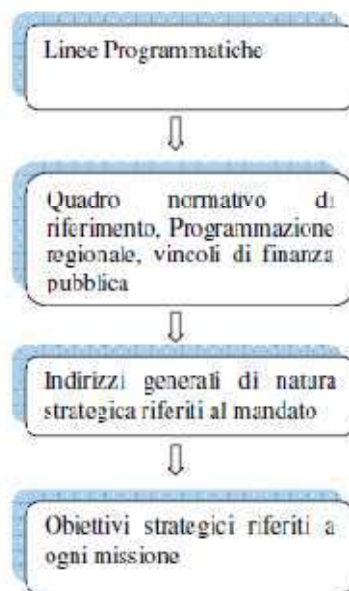 Linee Programmatiche
Quadro normativo di
riferimento, Programmazione
regionale, vincoli di finanza
pubblica
Indirizzi generali di natura
strategica riferiti al mandato
Obiettivi strategici riferiti a
ogni missione